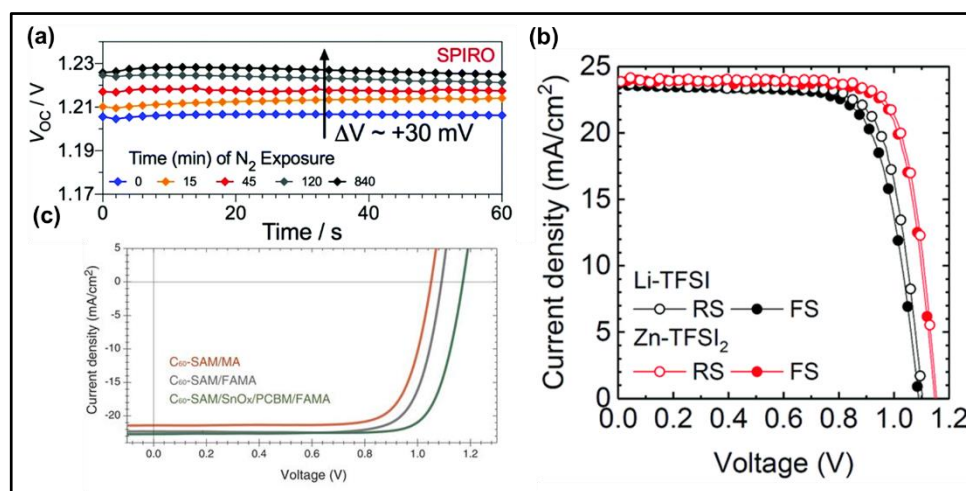 (a)
SPIRO
1.23
1.21
1.19
1.17
V_OC / V
ΔV ~ +30 mV
Time (min) of N₂ Exposure
0 15 45 120 840
0 20 40 60
Time / s
(b)
25
20
15
10
5
0
Current density (mA/cm²)
Li-TFSI
RS FS
Zn-TFSI₂
RS FS
0.0 0.2 0.4 0.6 0.8 1.0 1.2
Voltage (V)
(c)
5
0
-5
-10
-15
-20
Current density (mA/cm²)
C₆₀-SAM/MA
C₆₀-SAM/FAMA
C₆₀-SAM/SnOx/PCBM/FAMA
0.0 0.2 0.4 0.6 0.8 1.0 1.2
Voltage (V)